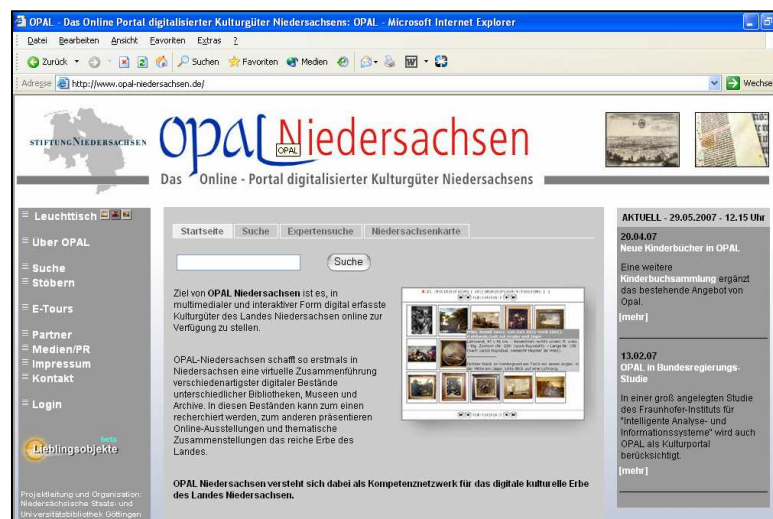 OPAL - Das Online Portal digitalisierter Kulturgüter Niedersachsens: OPAL - Microsoft Internet Explorer
Datei Bearbeiten Ansicht Favoriten Extras ?
Zurück Suchen Favoriten Medien
Adresse http://www.opal-niedersachsen.de/ Wechse
STIFTUNG NIEDERSACHSEN
OPAL Niedersachsen
OPAL
Das Online - Portal digitalisierter Kulturgüter Niedersachsens
Leuchttisch
Über OPAL
Suche
Stöbern
E-Tours
Partner
Medien/PR
Impressum
Kontakt
Login
beta
Lieblingsobjekte
Projektleitung und Organisation:
Niedersächsische Staats- und
Universitätsbibliothek Göttingen
Startseite Suche Expertensuche Niedersachsenkarte
Suche
Ziel von OPAL Niedersachsen ist es, in
multimedialer und interaktiver Form digital erfasste
Kulturgüter des Landes Niedersachsen online zur
Verfügung zu stellen.
OPAL-Niedersachsen schafft so erstmals in
Niedersachsen eine virtuelle Zusammenführung
verschiedenartigster digitaler Bestände
unterschiedlicher Bibliotheken, Museen und
Archive. In diesen Beständen kann zum einen
recherchiert werden, zum anderen präsentieren
Online-Ausstellungen und thematische
Zusammenstellungen das reiche Erbe des
Landes.
OPAL Niedersachsen versteht sich dabei als Kompetenznetzwerk für das digitale kulturelle Erbe
des Landes Niedersachsen.
AKTUELL - 29.05.2007 - 12.15 Uhr
20.04.07
Neue Kinderbücher in OPAL
Eine weitere
Kinderbuchsammlung ergänzt
das bestehende Angebot von
Opal.
[mehr]
13.02.07
OPAL in Bundesregierungs-
Studie
In einer groß angelegten Studie
des Fraunhofer-Instituts für
"Intelligente Analyse- und
Informationssysteme" wird auch
OPAL als Kulturportal
berücksichtigt.
[mehr]